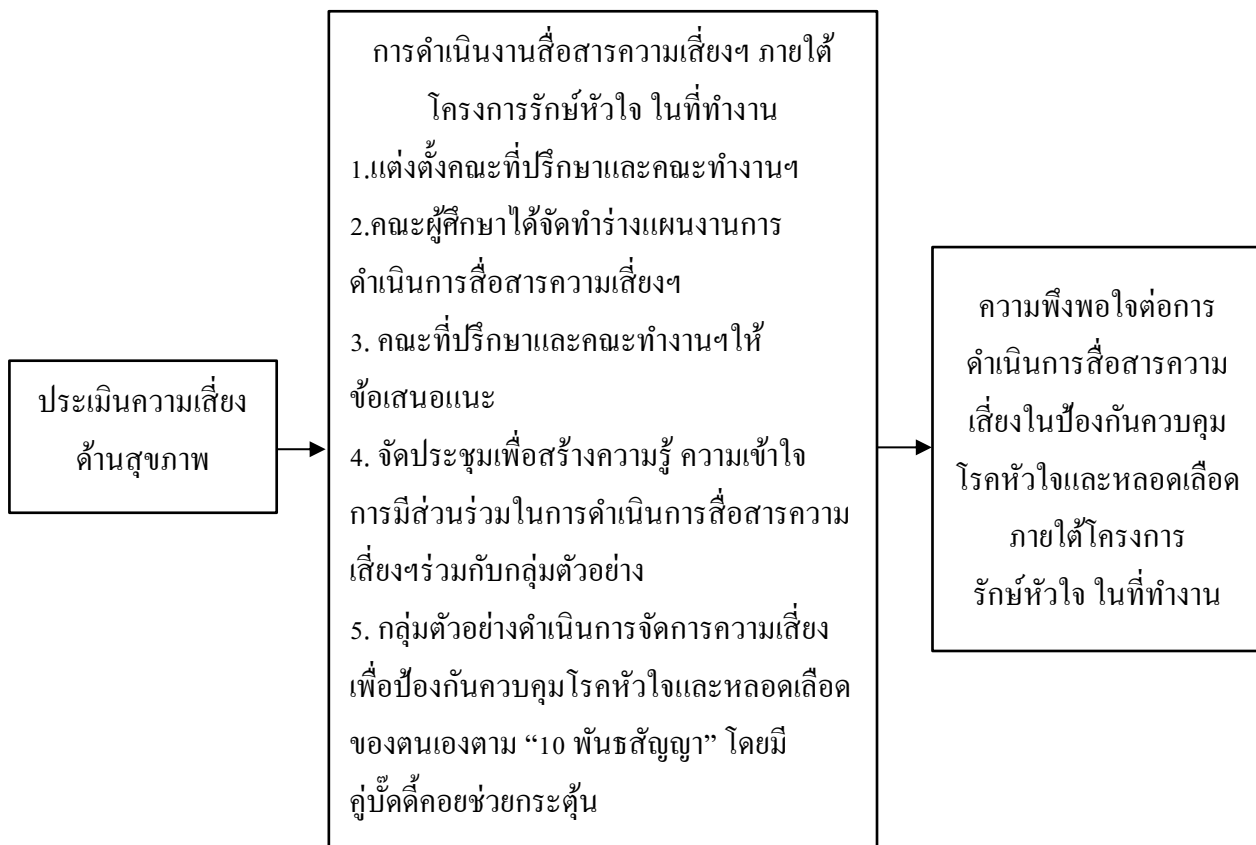 ประเมินความเสี่ยง
ด้านสุขภาพ
การดำเนินงานสื่อสารความเสี่ยงฯ ภายใต้
โครงการรักษ์หัวใจ ในที่ทำงาน
1.แต่งตั้งคณะที่ปรึกษาและคณะทำงานฯ
2.คณะผู้ศึกษาได้จัดทำร่างแผนงานการ
ดำเนินการสื่อสารความเสี่ยงฯ
3. คณะที่ปรึกษาและคณะทำงานฯให้
ข้อเสนอแนะ
4. จัดประชุมเพื่อสร้างความรู้ ความเข้าใจ
การมีส่วนร่วมในการดำเนินการสื่อสารความ
เสี่ยงฯร่วมกับกลุ่มตัวอย่าง
5. กลุ่มตัวอย่างดำเนินการจัดการความเสี่ยง
เพื่อป้องกันควบคุมโรคหัวใจและหลอดเลือด
ของตนเองตาม “10 พันธสัญญา” โดยมี
คู่บั๊ดดี้คอยช่วยกระตุ้น
ความพึงพอใจต่อการ
ดำเนินการสื่อสารความ
เสี่ยงในป้องกันควบคุม
โรคหัวใจและหลอดเลือด
ภายใต้โครงการ
รักษ์หัวใจ ในที่ทำงาน